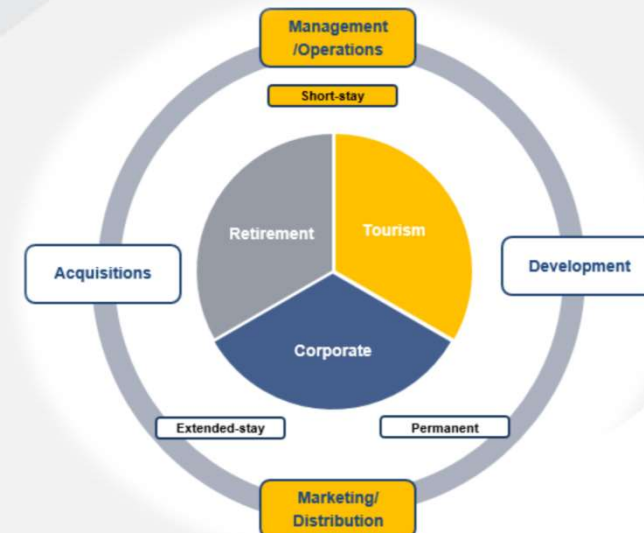 Management
/Operations
Short-stay
Retirement
Tourism
Acquisitions
Development
Corporate
Extended-stay
Permanent
Marketing/
Distribution